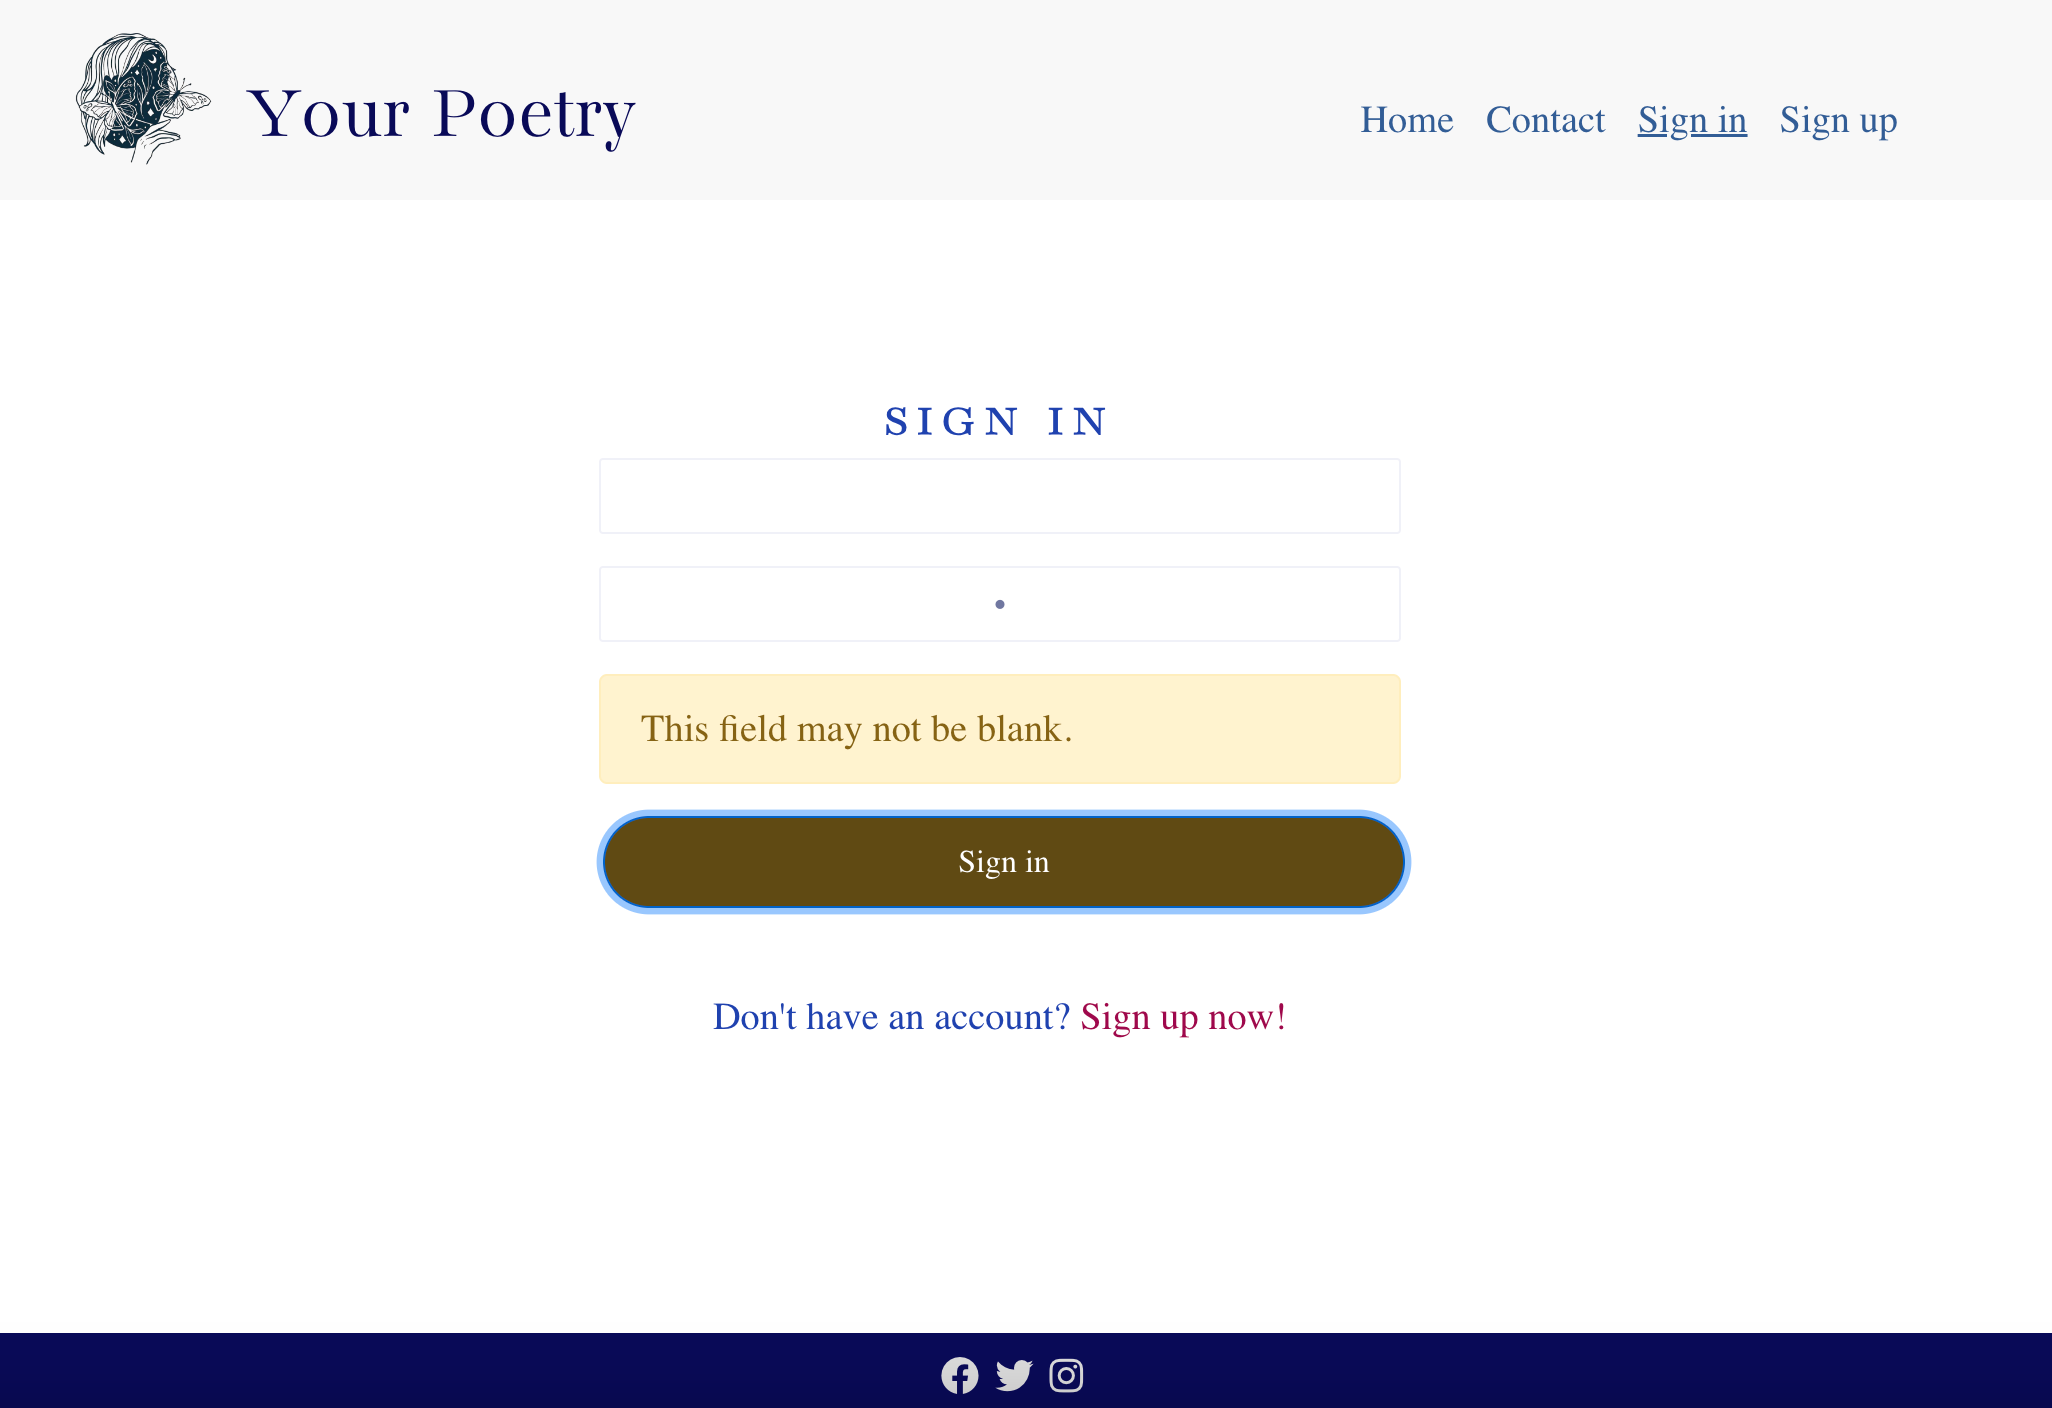 Your Poetry
Home Contact Sign in Sign up
SIGN IN
•
This field may not be blank.
Sign in
Don't have an account? Sign up now!